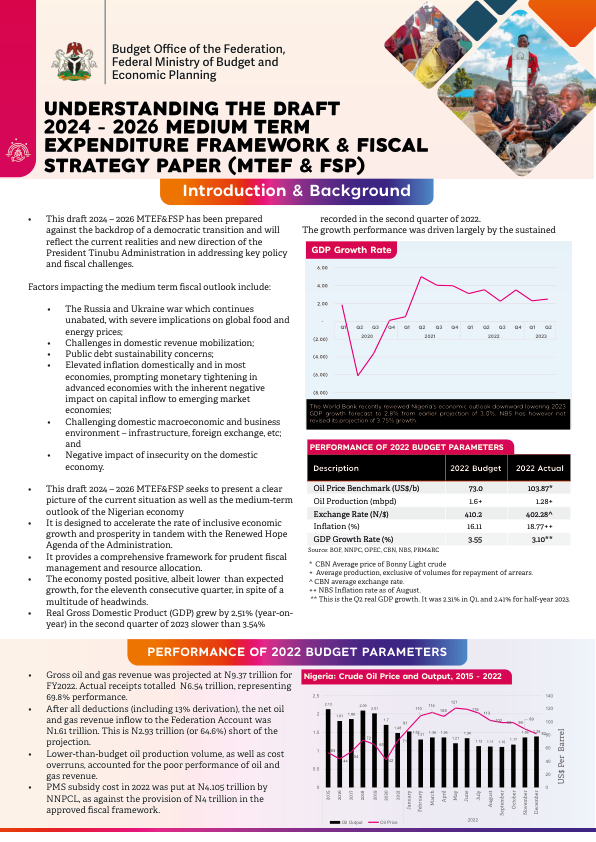 Budget Office of the Federation,
Federal Ministry of Budget and
Economic Planning
UNDERSTANDING THE DRAFT
2024 - 2026 MEDIUM TERM
EXPENDITURE FRAMEWORK & FISCAL
STRATEGY PAPER (MTEF & FSP)
Introduction & Background
• This draft 2024 – 2026 MTEF&FSP has been prepared
against the backdrop of a democratic transition and will
reflect the current realities and new direction of the
President Tinubu Administration in addressing key policy
and fiscal challenges.
Factors impacting the medium term fiscal outlook include:
• The Russia and Ukraine war which continues
unabated, with severe implications on global food and
energy prices;
• Challenges in domestic revenue mobilization;
• Public debt sustainability concerns;
• Elevated inflation domestically and in most
economies, prompting monetary tightening in
advanced economies with the inherent negative
impact on capital inflow to emerging market
economies;
• Challenging domestic macroeconomic and business
environment – infrastructure, foreign exchange, etc;
and
• Negative impact of insecurity on the domestic
economy.
• This draft 2024 – 2026 MTEF&FSP seeks to present a clear
picture of the current situation as well as the medium-term
outlook of the Nigerian economy
• It is designed to accelerate the rate of inclusive economic
growth and prosperity in tandem with the Renewed Hope
Agenda of the Administration.
• It provides a comprehensive framework for prudent fiscal
management and resource allocation.
• The economy posted positive, albeit lower than expected
growth, for the eleventh consecutive quarter, in spite of a
multitude of headwinds.
• Real Gross Domestic Product (GDP) grew by 2.51% (year-on-
year) in the second quarter of 2023 slower than 3.54%
recorded in the second quarter of 2022.
The growth performance was driven largely by the sustained
GDP Growth Rate
6.00
4.00
2.00
-
(2.00)
(4.00)
(6.00)
(8.00)
Q1 Q2 Q3 Q4 Q1 Q2 Q3 Q4 Q1 Q2 Q3 Q4 Q1 Q2
2020 2021 2022 2023
The World Bank recently reviewed Nigeria's economic outlook downward lowering 2023
GDP growth forecast to 2.8% from earlier projection of 3.0%. NBS has however not
revised its projection of 3.75% growth
PERFORMANCE OF 2022 BUDGET PARAMETERS
Description 2022 Budget 2022 Actual
Oil Price Benchmark (US$/b) 73.0 103.87*
Oil Production (mbpd) 1.6+ 1.28+
Exchange Rate (N/$) 410.2 402.28^
Inflation (%) 16.11 18.77++
GDP Growth Rate (%) 3.55 3.10**
Source: BOF, NNPC, OPEC, CBN, NBS, PRM&RC
* CBN Average price of Bonny Light crude
+ Average production, exclusive of volumes for repayment of arrears.
^ CBN average exchange rate.
++ NBS Inflation rate as of August.
** This is the Q2 real GDP growth. It was 2.31% in Q1, and 2.41% for half-year 2023.
PERFORMANCE OF 2022 BUDGET PARAMETERS
• Gross oil and gas revenue was projected at N9.37 trillion for
FY2022. Actual receipts totalled N6.54 trillion, representing
69.8% performance.
• After all deductions (including 13% derivation), the net oil
and gas revenue inflow to the Federation Account was
N1.61 trillion. This is N2.93 trillion (or 64.6%) short of the
projection.
• Lower-than-budget oil production volume, as well as cost
overruns, accounted for the poor performance of oil and
gas revenue.
• PMS subsidy cost in 2022 was put at N4.105 trillion by
NNPCL, as against the provision of N4 trillion in the
approved fiscal framework.
Nigeria: Crude Oil Price and Output, 2015 - 2022
2.5
2
1.5
1
0.5
0
140
120
100
80
60
40
20
0
US$ Per Barrel
2015 2016 2017 2018 2019 2020 2021 January February March April May June July August September October November December
2022
Oil Output Oil Price